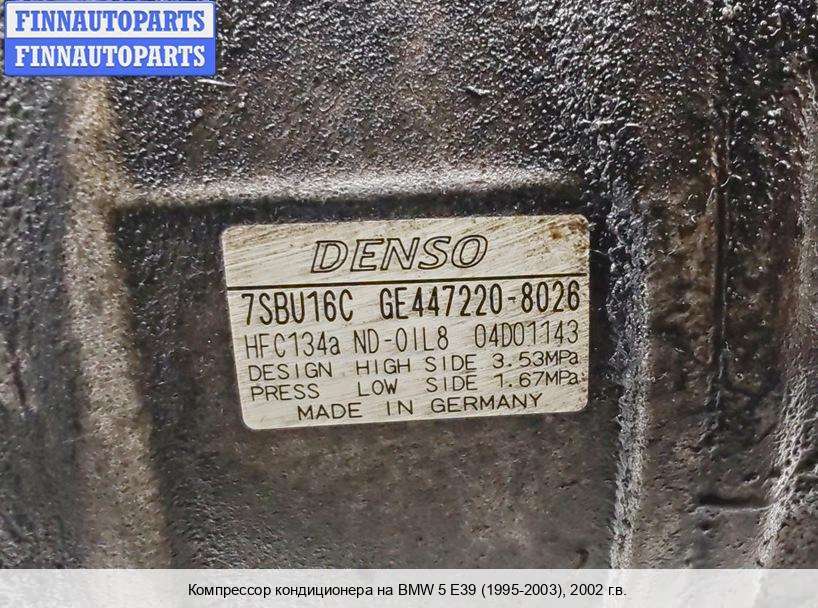 FINNAUTOPARTS
FINNAUTOPARTS
DENSO
7SBU16C GE447220-8026
HFC134a ND-OIL8 04D01143
DESIGN HIGH SIDE 3.53MPa
PRESS LOW SIDE 1.67MPa
MADE IN GERMANY
Компрессор кондиционера на BMW 5 E39 (1995-2003), 2002 г.в.